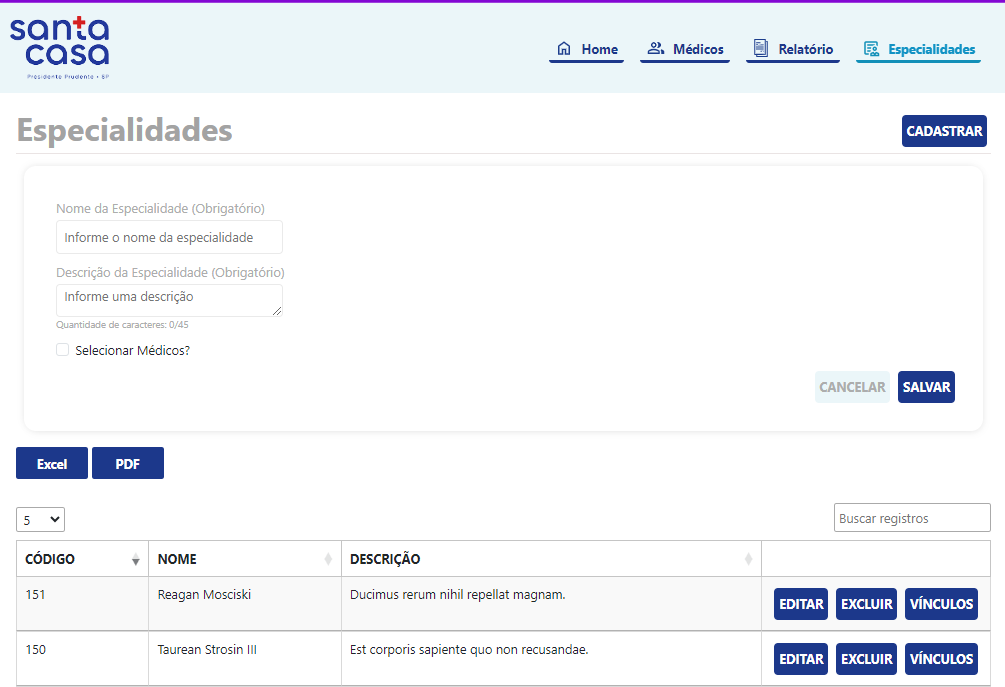 santa
casa
Presidente Prudente • SP
Home Médicos Relatório Especialidades
Especialidades
CADASTRAR
Nome da Especialidade (Obrigatório)
Informe o nome da especialidade
Descrição da Especialidade (Obrigatório)
Informe uma descrição
Quantidade de caracteres: 0/45
Selecionar Médicos?
CANCELAR SALVAR
Excel PDF
5 Buscar registros
CÓDIGO NOME DESCRIÇÃO
151 Reagan Mosciski Ducimus rerum nihil repellat magnam. EDITAR EXCLUIR VÍNCULOS
150 Taurean Strosin III Est corporis sapiente quo non recusandae. EDITAR EXCLUIR VÍNCULOS